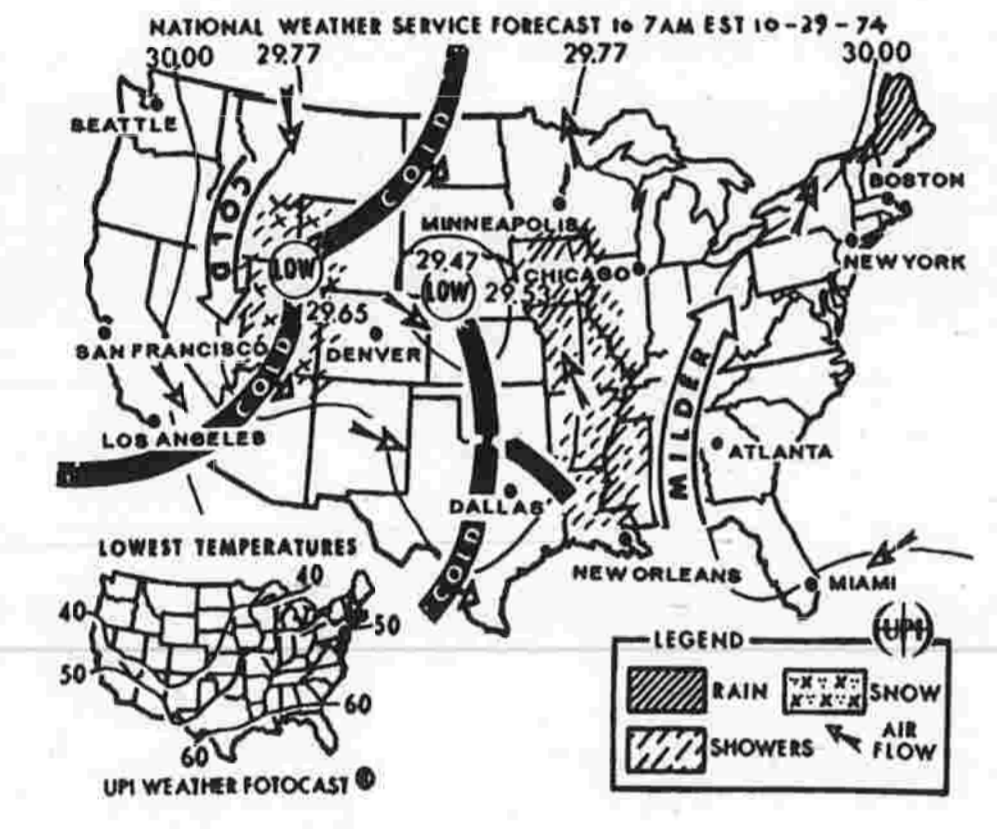 NATIONAL WEATHER SERVICE FORECAST to 7AM EST 10-29-74
30.00 29.77 29.77 30.00
SEATTLE
COLD
COLD
BOSTON
MINNEAPOLIS
NEW YORK
LOW
29.47
LOW
CHICAGO
29.53
29.65
SAN FRANCISCO
DENVER
COLD
MILDER
LOS ANGELES
ATLANTA
DALLAS
COLD
NEW ORLEANS
MIAMI
LOWEST TEMPERATURES
40
40
50
50
60
60
UPI WEATHER FOTOCAST ©
UPI
LEGEND
RAIN
SNOW
SHOWERS
AIR
FLOW